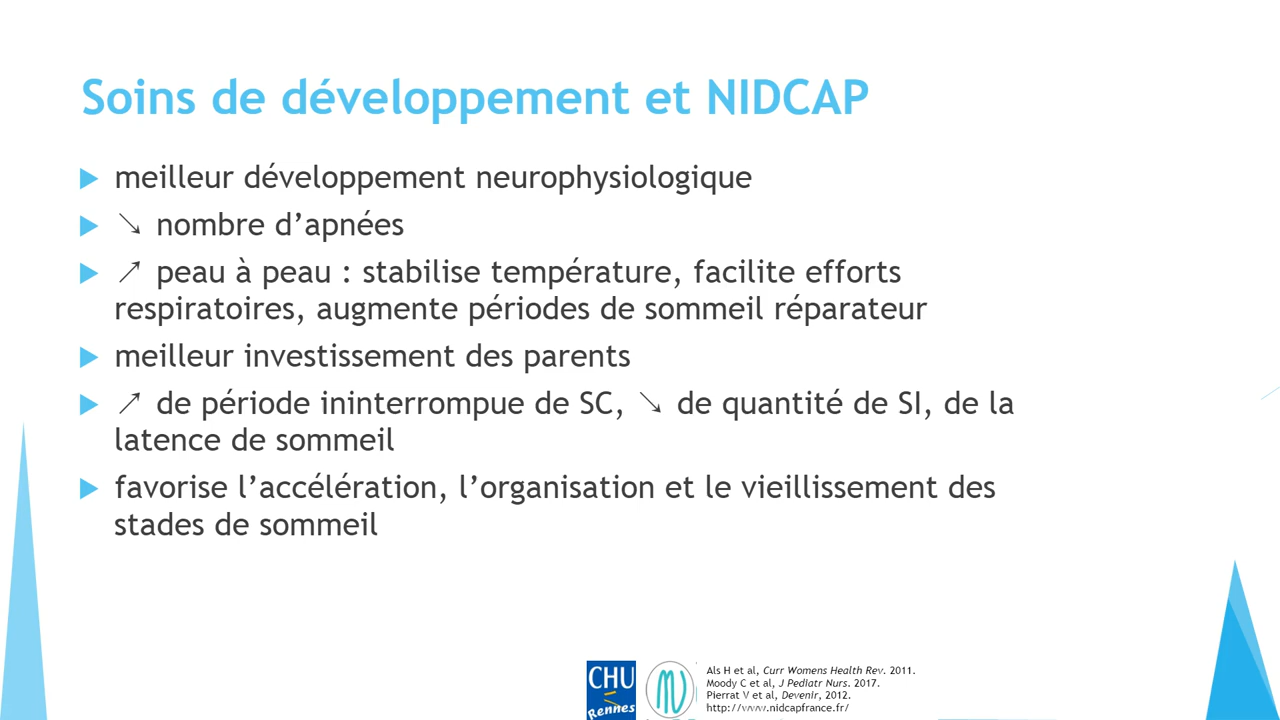 Soins de développement et NIDCAP
meilleur développement neurophysiologique
↘ nombre d’apnées
↗ peau à peau : stabilise température, facilite efforts
respiratoires, augmente périodes de sommeil réparateur
meilleur investissement des parents
↗ de période ininterrompue de SC, ↘ de quantité de SI, de la
latence de sommeil
favorise l’accélération, l’organisation et le vieillissement des
stades de sommeil
CHU
Rennes
Als H et al, Curr Womens Health Rev. 2011.
Moody C et al, J Pediatr Nurs. 2017.
Pierrat V et al, Devenir, 2012.
http://www.nidcapfrance.fr/